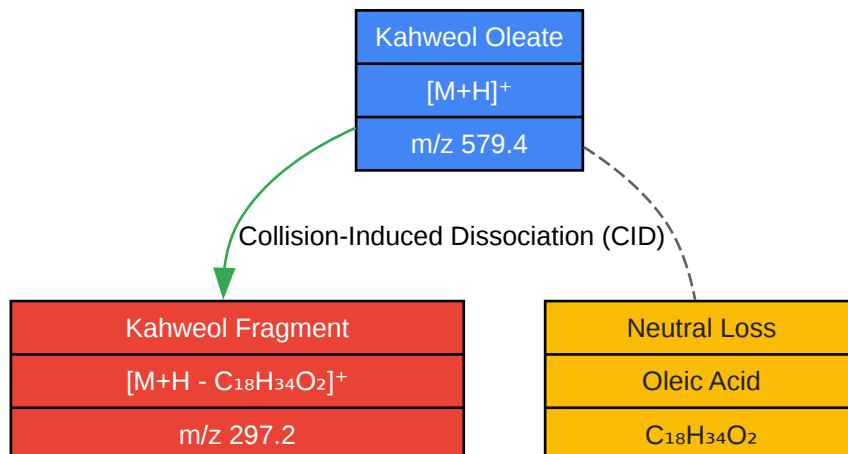 Kahweol Oleate
[M+H]⁺
m/z 579.4
Collision-Induced Dissociation (CID)
Kahweol Fragment
[M+H - C₁₈H₃₄O₂]⁺
m/z 297.2
Neutral Loss
Oleic Acid
C₁₈H₃₄O₂